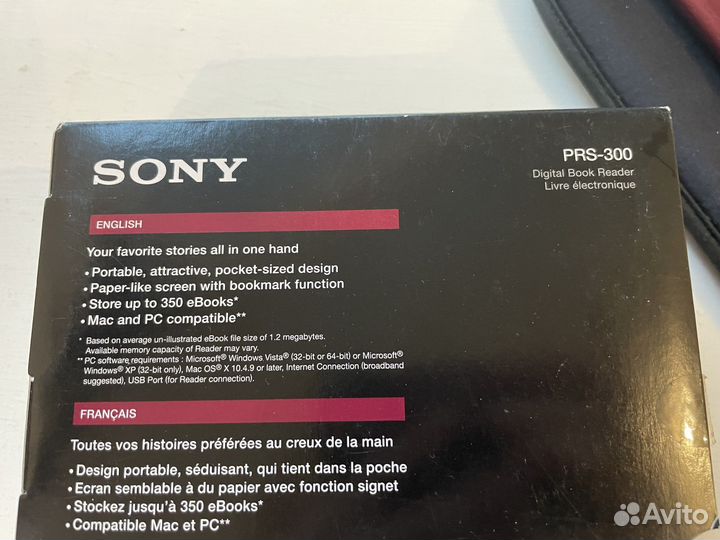 SONY
PRS-300
Digital Book Reader
Livre électronique
ENGLISH
Your favorite stories all in one hand
• Portable, attractive, pocket-sized design
• Paper-like screen with bookmark function
• Store up to 350 eBooks*
• Mac and PC compatible**
* Based on average un-illustrated eBook file size of 1.2 megabytes.
Available memory capacity of Reader may vary.
** PC software requirements : Microsoft® Windows Vista® (32-bit or 64-bit) or Microsoft®
Windows® XP (32-bit only), Mac OS® X 10.4.9 or later, Internet Connection (broadband
suggested), USB Port (for Reader connection).
FRANÇAIS
Toutes vos histoires préférées au creux de la main
• Design portable, séduisant, qui tient dans la poche
• Ecran semblable à du papier avec fonction signet
• Stockez jusqu'à 350 eBooks*
• Compatible Mac et PC**
Avito